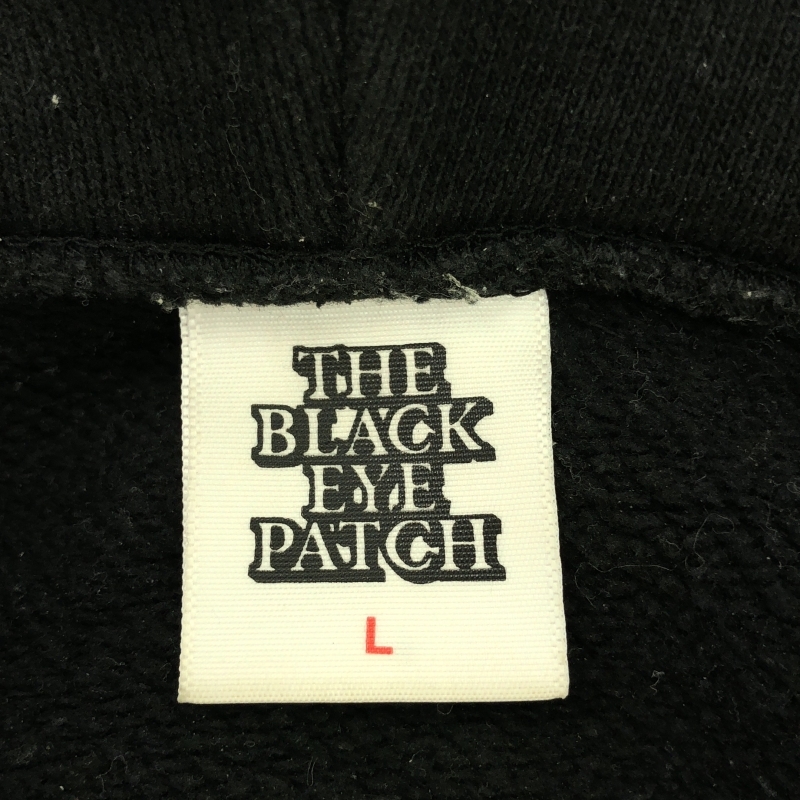 THE
BLACK
EYE
PATCH
L